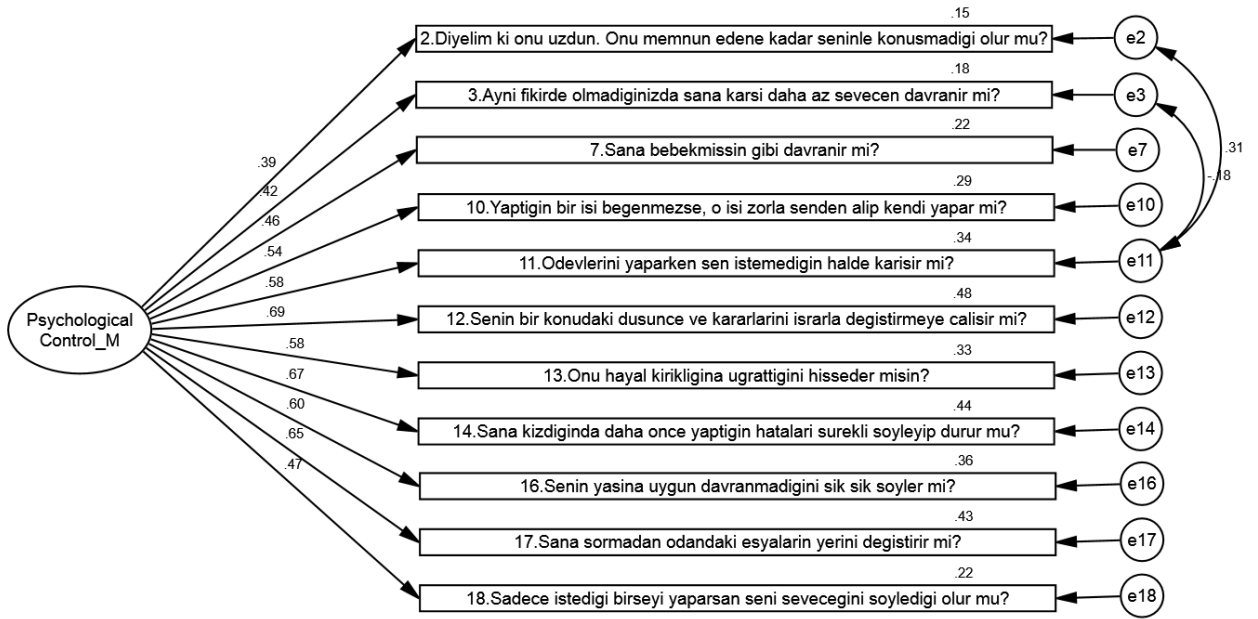 .15
2.Diyelim ki onu uzdun. Onu memnun edene kadar seninle konusmadigi olur mu?
e2
.18
3.Ayni fikirde olmadiginizda sana karsi daha az sevecen davranir mi?
e3
.22
7.Sana bebekmissin gibi davranir mi?
e7
.31
-.18
.39
.42
.46
.29
10.Yaptigin bir isi begenmezse, o isi zorla senden alip kendi yapar mi?
e10
.54
.34
11.Odevlerini yaparken sen istemedigin halde karisir mi?
e11
.58
.48
12.Senin bir konudaki dusunce ve kararlarini israrla degistirmeye calisir mi?
e12
.69
Psychological
Control_M
.58
.33
13.Onu hayal kirikligina ugrattigini hisseder misin?
e13
.67
.44
14.Sana kizdiginda daha once yaptigin hatalari surekli soyleyip durur mu?
e14
.60
.36
16.Senin yasina uygun davranmadigini sik sik soyler mi?
e16
.65
.43
17.Sana sormadan odandaki esyalarin yerini degistirir mi?
e17
.47
.22
18.Sadece istedigi birseyi yaparsan seni sevecegini soyledigi olur mu?
e18